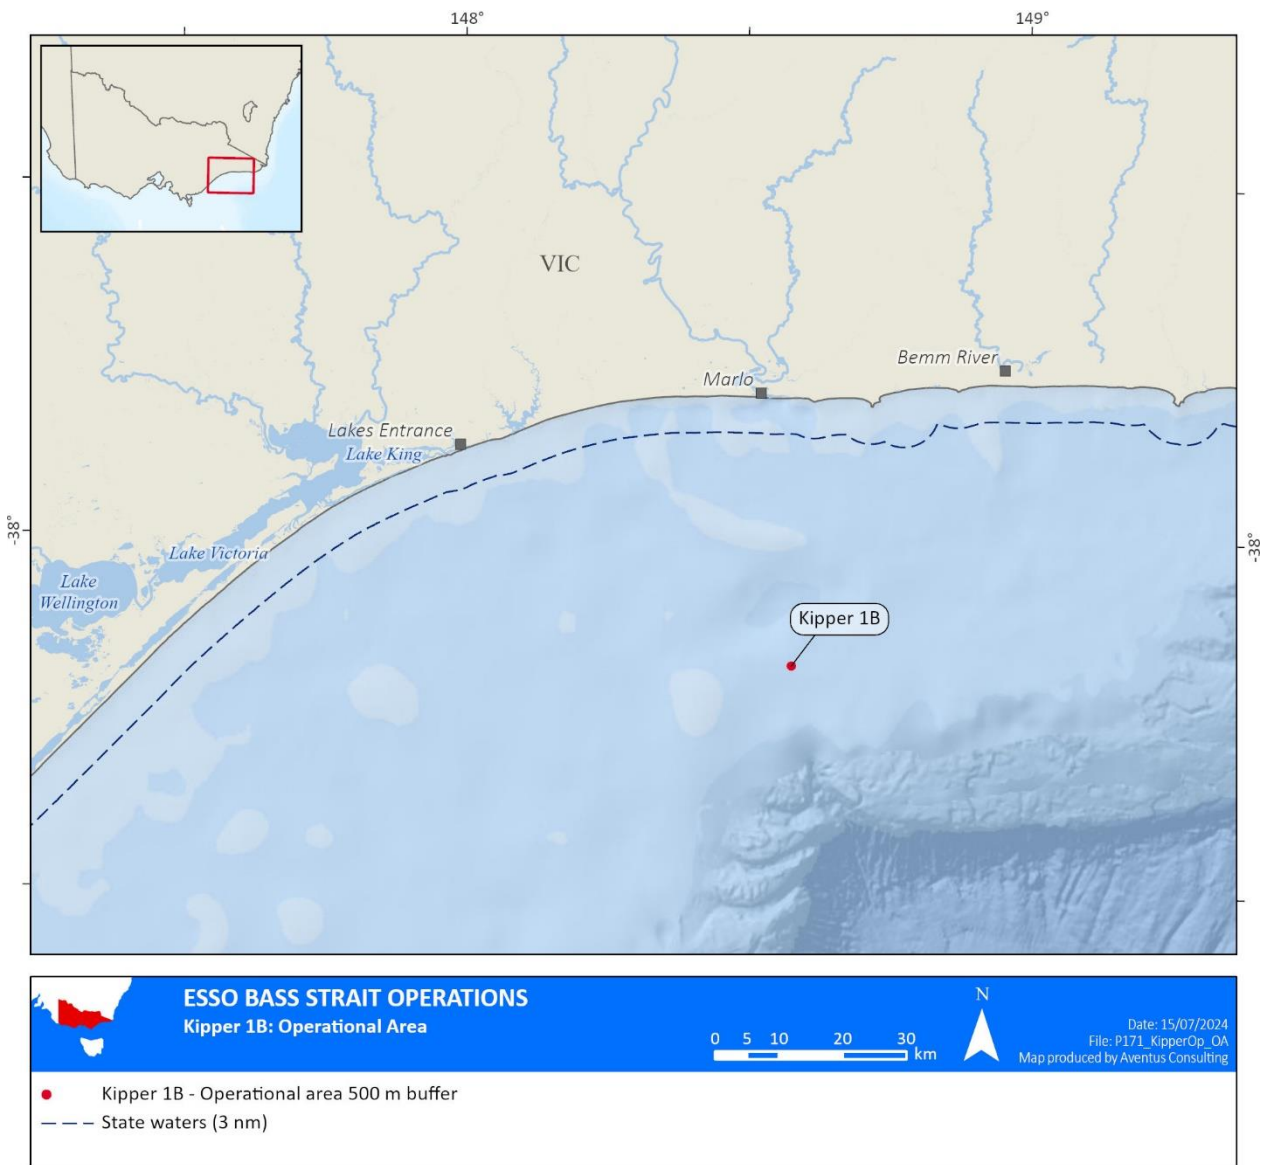 148°
149°
VIC
Bemm River
Marlo
Lakes Entrance
Lake King
-38°
-38°
Lake Victoria
Lake
Wellington
Kipper 1B
ESSO BASS STRAIT OPERATIONS
Kipper 1B: Operational Area
0 5 10 20 30
km
N
Date: 15/07/2024
File: P171_KipperOp_OA
Map produced by Aventus Consulting
Kipper 1B - Operational area 500 m buffer
State waters (3 nm)